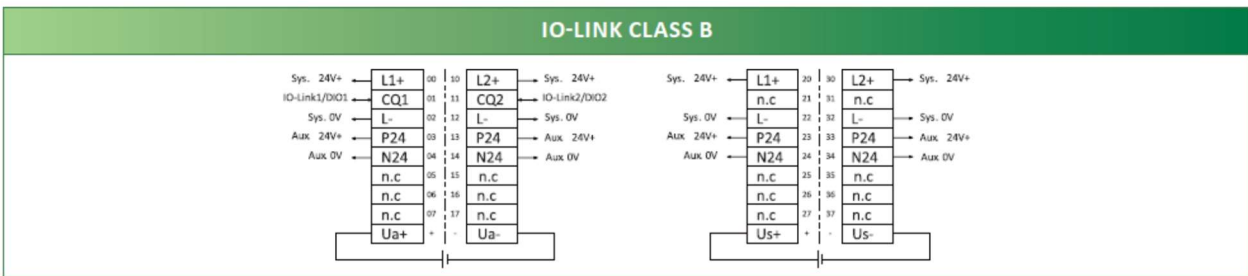 IO-LINK CLASS B
Sys. 24V+ L1+ 00 10 L2+ Sys. 24V+ Sys. 24V+ L1+ 20 30 L2+ Sys. 24V+
IO-Link1/DIO1 CQ1 01 11 CQ2 IO-Link2/DIO2 n.c 21 31 n.c
Sys. 0V L- 02 12 L- Sys. 0V Sys. 0V L- 22 32 L- Sys. 0V
Aux 24V+ P24 03 13 P24 Aux 24V+ Aux 24V+ P24 23 33 P24 Aux 24V+
Aux 0V N24 04 14 N24 Aux 0V Aux 0V N24 24 34 N24 Aux 0V
n.c 05 15 n.c n.c 25 35 n.c
n.c 06 16 n.c n.c 26 36 n.c
n.c 07 17 n.c n.c 27 37 n.c
Ua+ + - Ua- Us+ + - Us-